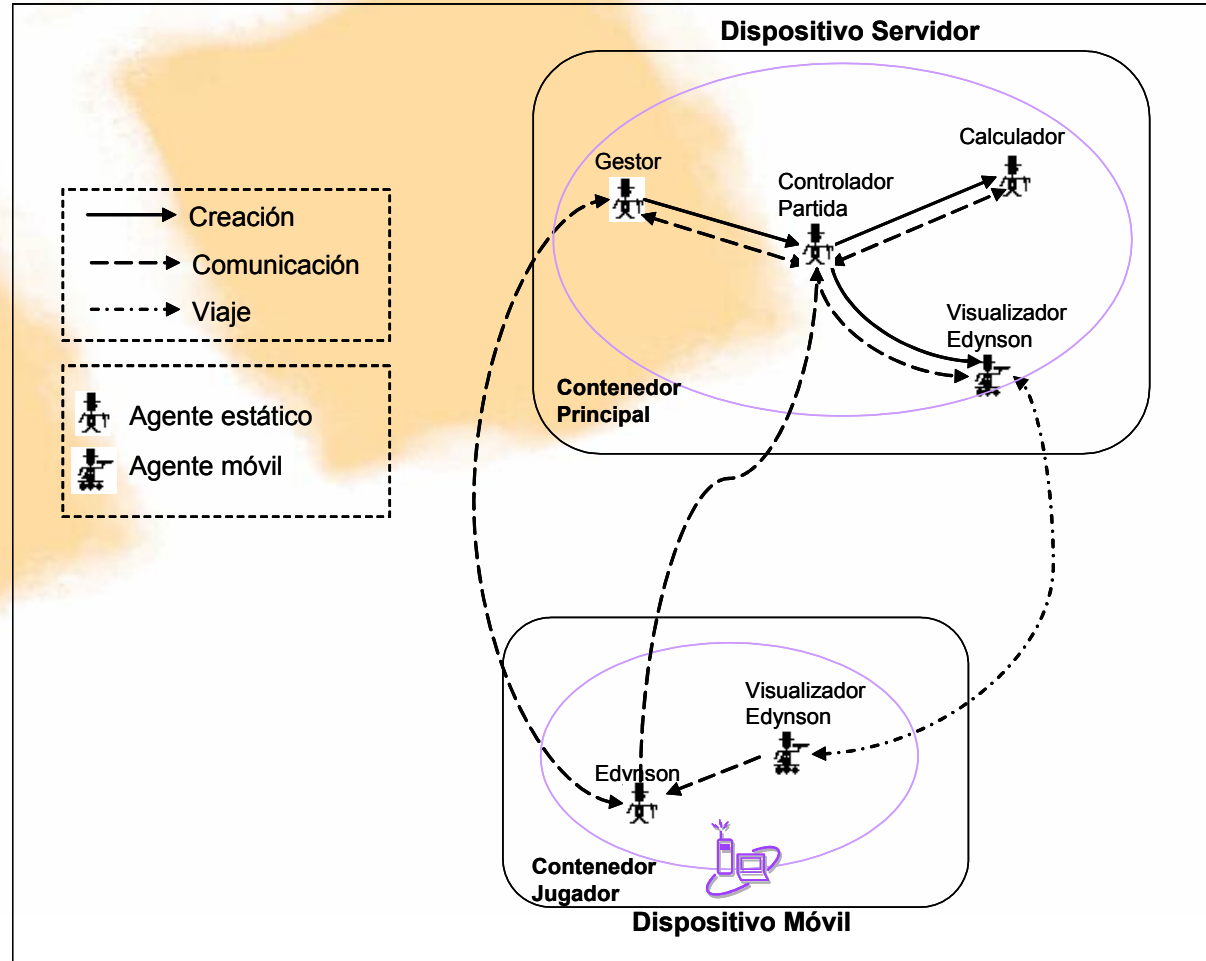 Dispositivo Servidor
Calculador
Gestor
Controlador
Partida
Creación
Comunicación
Viaje
Visualizador
Edynson
Contenedor
Principal
Agente estático
Agente móvil
Visualizador
Edynson
Edynson
Contenedor
Jugador
Dispositivo Móvil